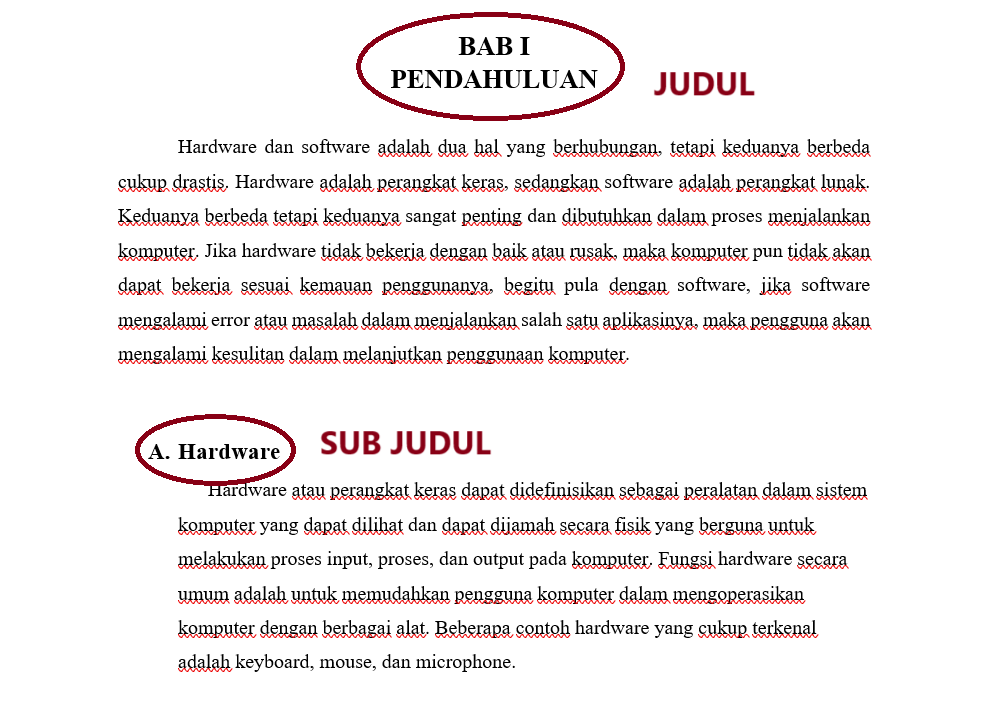 BAB I
PENDAHULUAN
JUDUL
Hardware dan software adalah dua hal yang berhubungan, tetapi keduanya berbeda
cukup drastis. Hardware adalah perangkat keras, sedangkan software adalah perangkat lunak.
Keduanya berbeda tetapi keduanya sangat penting dan dibutuhkan dalam proses menjalankan
komputer. Jika hardware tidak bekerja dengan baik atau rusak, maka komputer pun tidak akan
dapat bekerja sesuai kemauan penggunanya, begitu pula dengan software, jika software
mengalami error atau masalah dalam menjalankan salah satu aplikasinya, maka pengguna akan
mengalami kesulitan dalam melanjutkan penggunaan komputer.
A. Hardware
SUB JUDUL
Hardware atau perangkat keras dapat didefinisikan sebagai peralatan dalam sistem
komputer yang dapat dilihat dan dapat dijamah secara fisik yang berguna untuk
melakukan proses input, proses, dan output pada komputer. Fungsi hardware secara
umum adalah untuk memudahkan pengguna komputer dalam mengoperasikan
komputer dengan berbagai alat. Beberapa contoh hardware yang cukup terkenal
adalah keyboard, mouse, dan microphone.